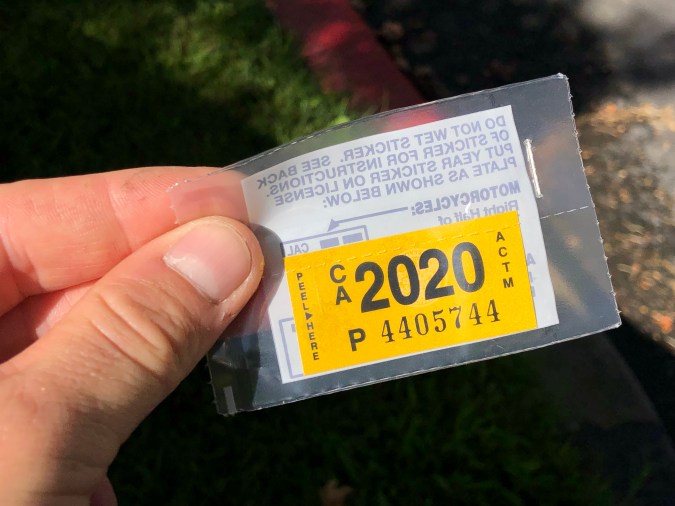 DO NOT WET STICKER. SEE BACK
OF STICKER FOR INSTRUCTIONS.
PUT YEAR STICKER ON LICENSE
PLATE AS SHOWN BELOW:
MOTORCYCLES:
Right Half of
PEEL▶HERE
CA 2020
ACTM
P 4405744